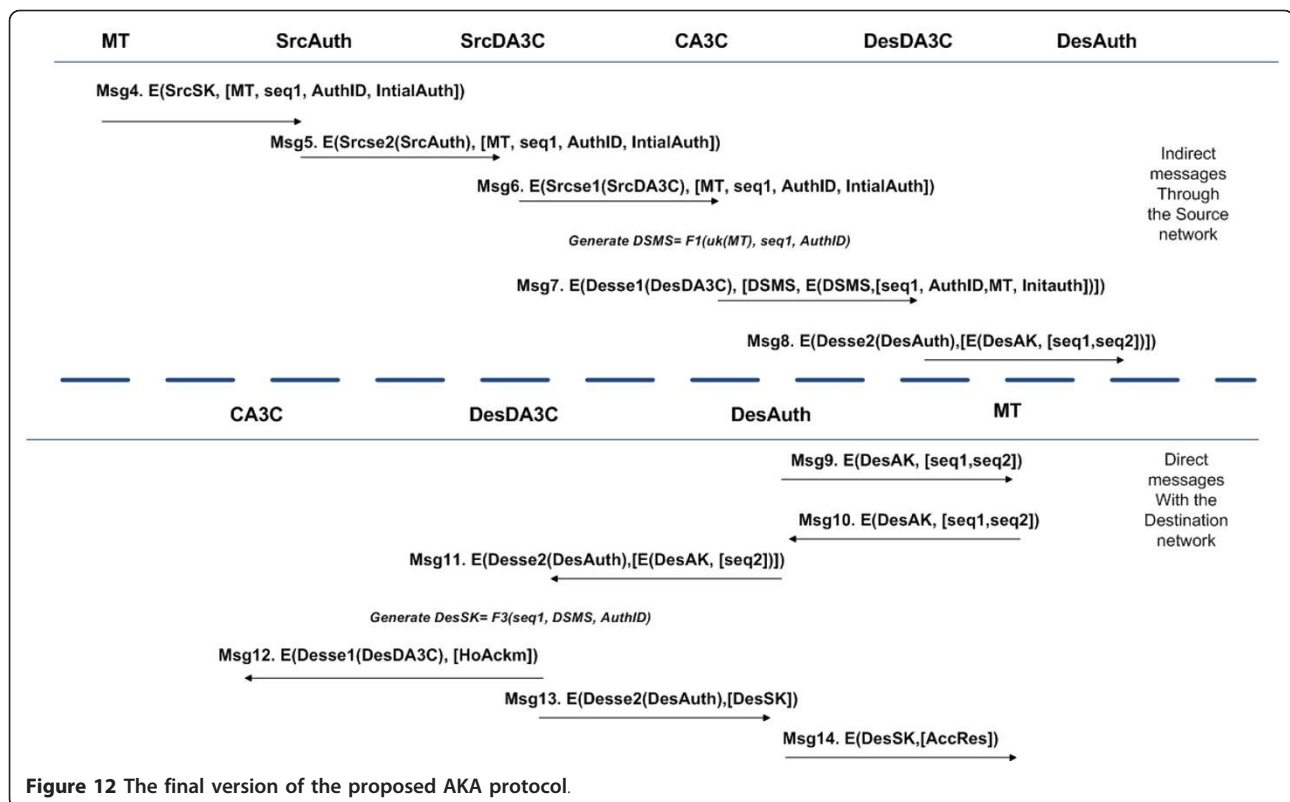 MT SrcAuth SrcDA3C CA3C DesDA3C DesAuth
Msg4. E(SrcSK, [MT, seq1, AuthID, IntialAuth])
Msg5. E(Srcse2(SrcAuth), [MT, seq1, AuthID, IntialAuth])
Msg6. E(Srcse1(SrcDA3C), [MT, seq1, AuthID, IntialAuth])
Indirect
messages
Through
the Source
network
Generate DSMS= F1(uk(MT), seq1, AuthID)
Msg7. E(Desse1(DesDA3C), [DSMS, E(DSMS,[seq1, AuthID,MT, Initauth])])
Msg8. E(Desse2(DesAuth),[E(DesAK, [seq1,seq2])])
CA3C DesDA3C DesAuth MT
Msg9. E(DesAK, [seq1,seq2])
Direct
messages
With the
Destination
network
Msg10. E(DesAK, [seq1,seq2])
Msg11. E(Desse2(DesAuth),[E(DesAK, [seq2])])
Generate DesSK= F3(seq1, DSMS, AuthID)
Msg12. E(Desse1(DesDA3C), [HoAckm])
Msg13. E(Desse2(DesAuth),[DesSK])
Msg14. E(DesSK,[AccRes])
Figure 12 The final version of the proposed AKA protocol.